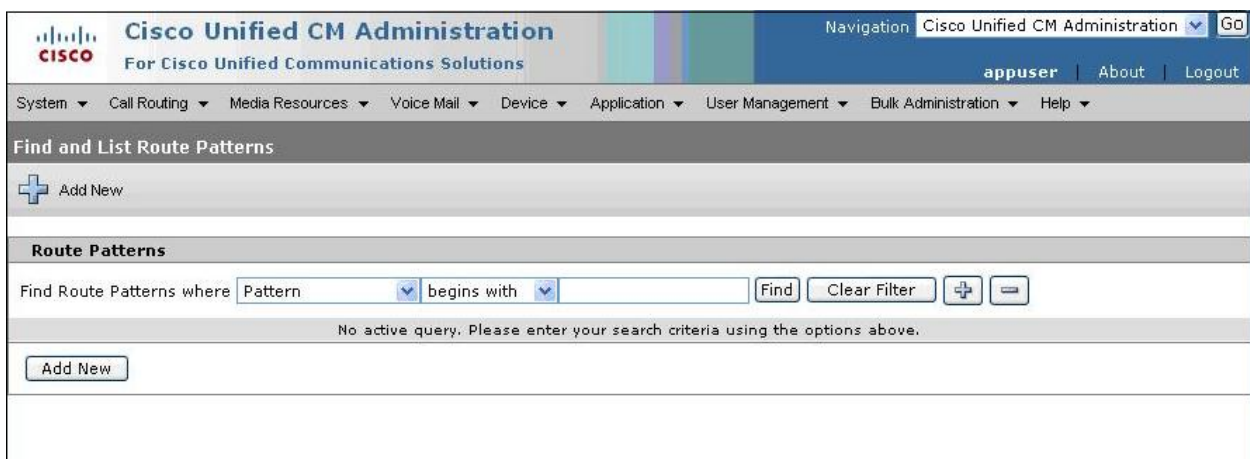 Cisco Unified CM Administration
For Cisco Unified Communications Solutions
CISCO
Navigation Cisco Unified CM Administration Go
appuser | About | Logout
System Call Routing Media Resources Voice Mail Device Application User Management Bulk Administration Help
Find and List Route Patterns
Add New
Route Patterns
Find Route Patterns where Pattern begins with Find Clear Filter
No active query. Please enter your search criteria using the options above.
Add New